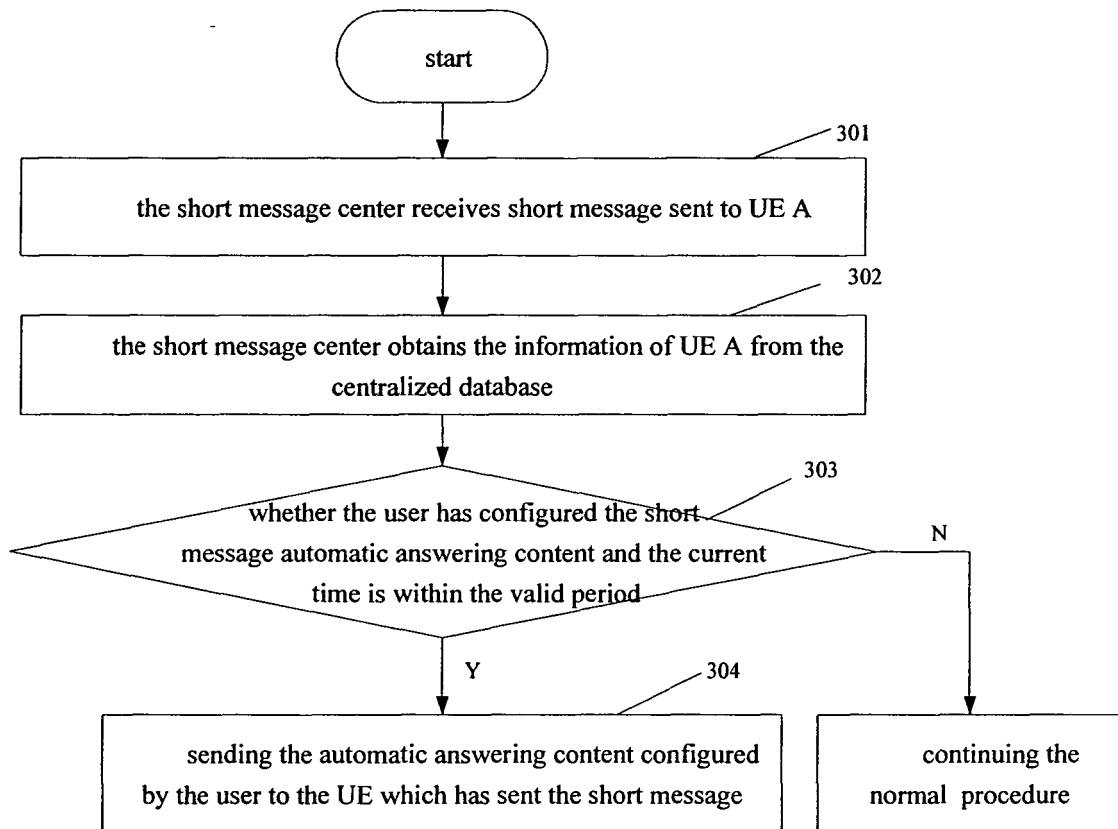 start
301
the short message center receives short message sent to UE A
302
the short message center obtains the information of UE A from the
centralized database
303
whether the user has configured the short
message automatic answering content and the current
time is within the valid period
N
Y
304
sending the automatic answering content configured
by the user to the UE which has sent the short message
continuing the
normal procedure